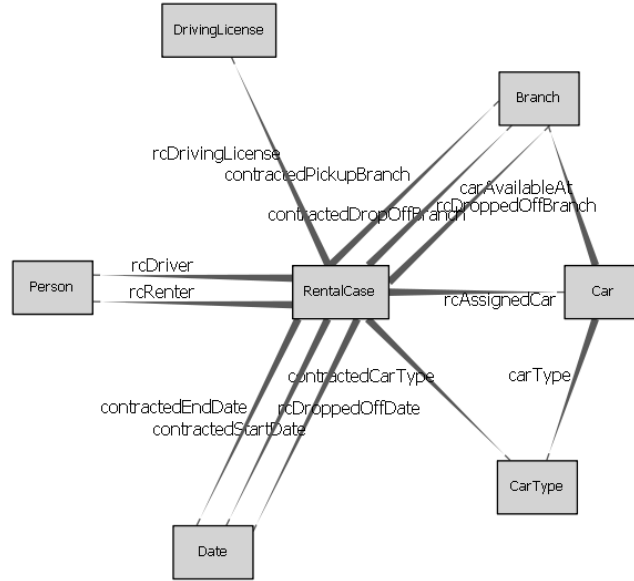 DrivingLicense
Branch
rcDrivingLicense
contractedPickupBranch
carAvailableAt
rcDroppedOffBranch
contractedDropOffBranch
rcDriver
Person
rcRenter
RentalCase
rcAssignedCar
Car
contractedCarType
carType
contractedEndDate
rcDroppedOffDate
contractedStartDate
CarType
Date